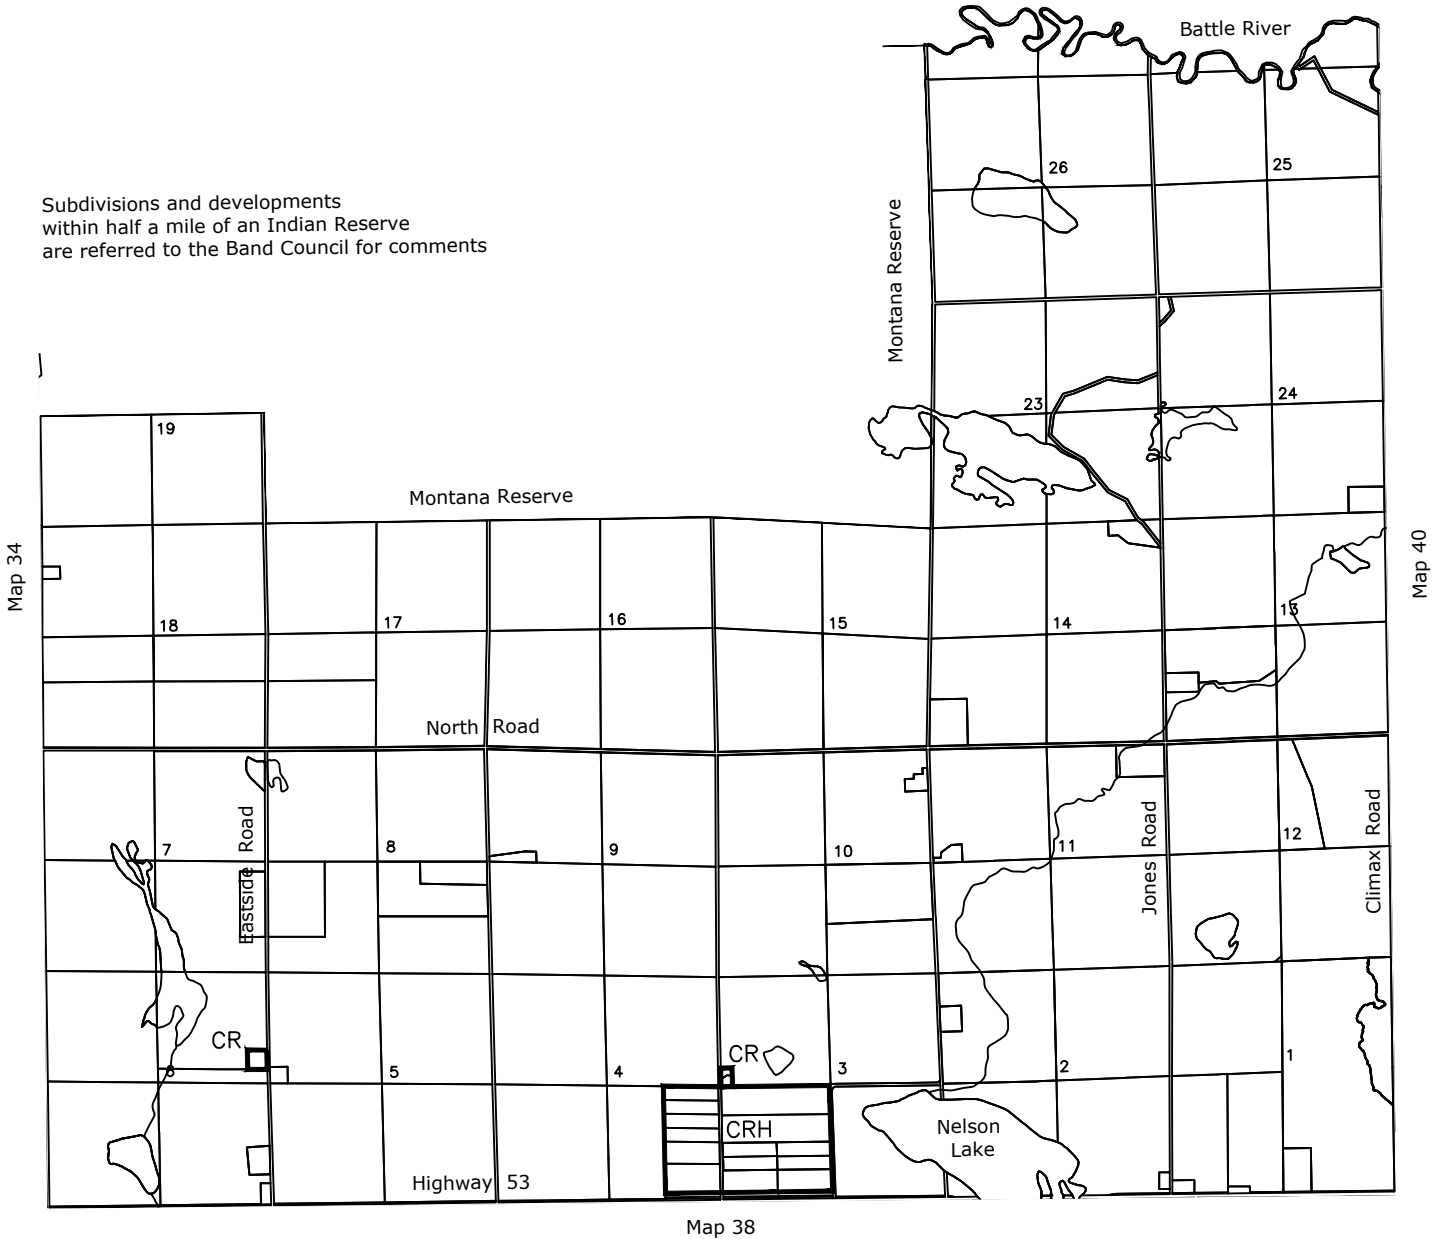 Battle River
26
25
Subdivisions and developments
within half a mile of an Indian Reserve
are referred to the Band Council for comments
Montana Reserve
23
24
19
Montana Reserve
Map 34
Map 40
18
17
16
15
14
13
North Road
Eastside Road
Jones Road
Climax Road
7
8
9
10
11
12
CR
CR
6
5
4
3
2
1
CRH
Nelson
Lake
Highway 53
Map 38